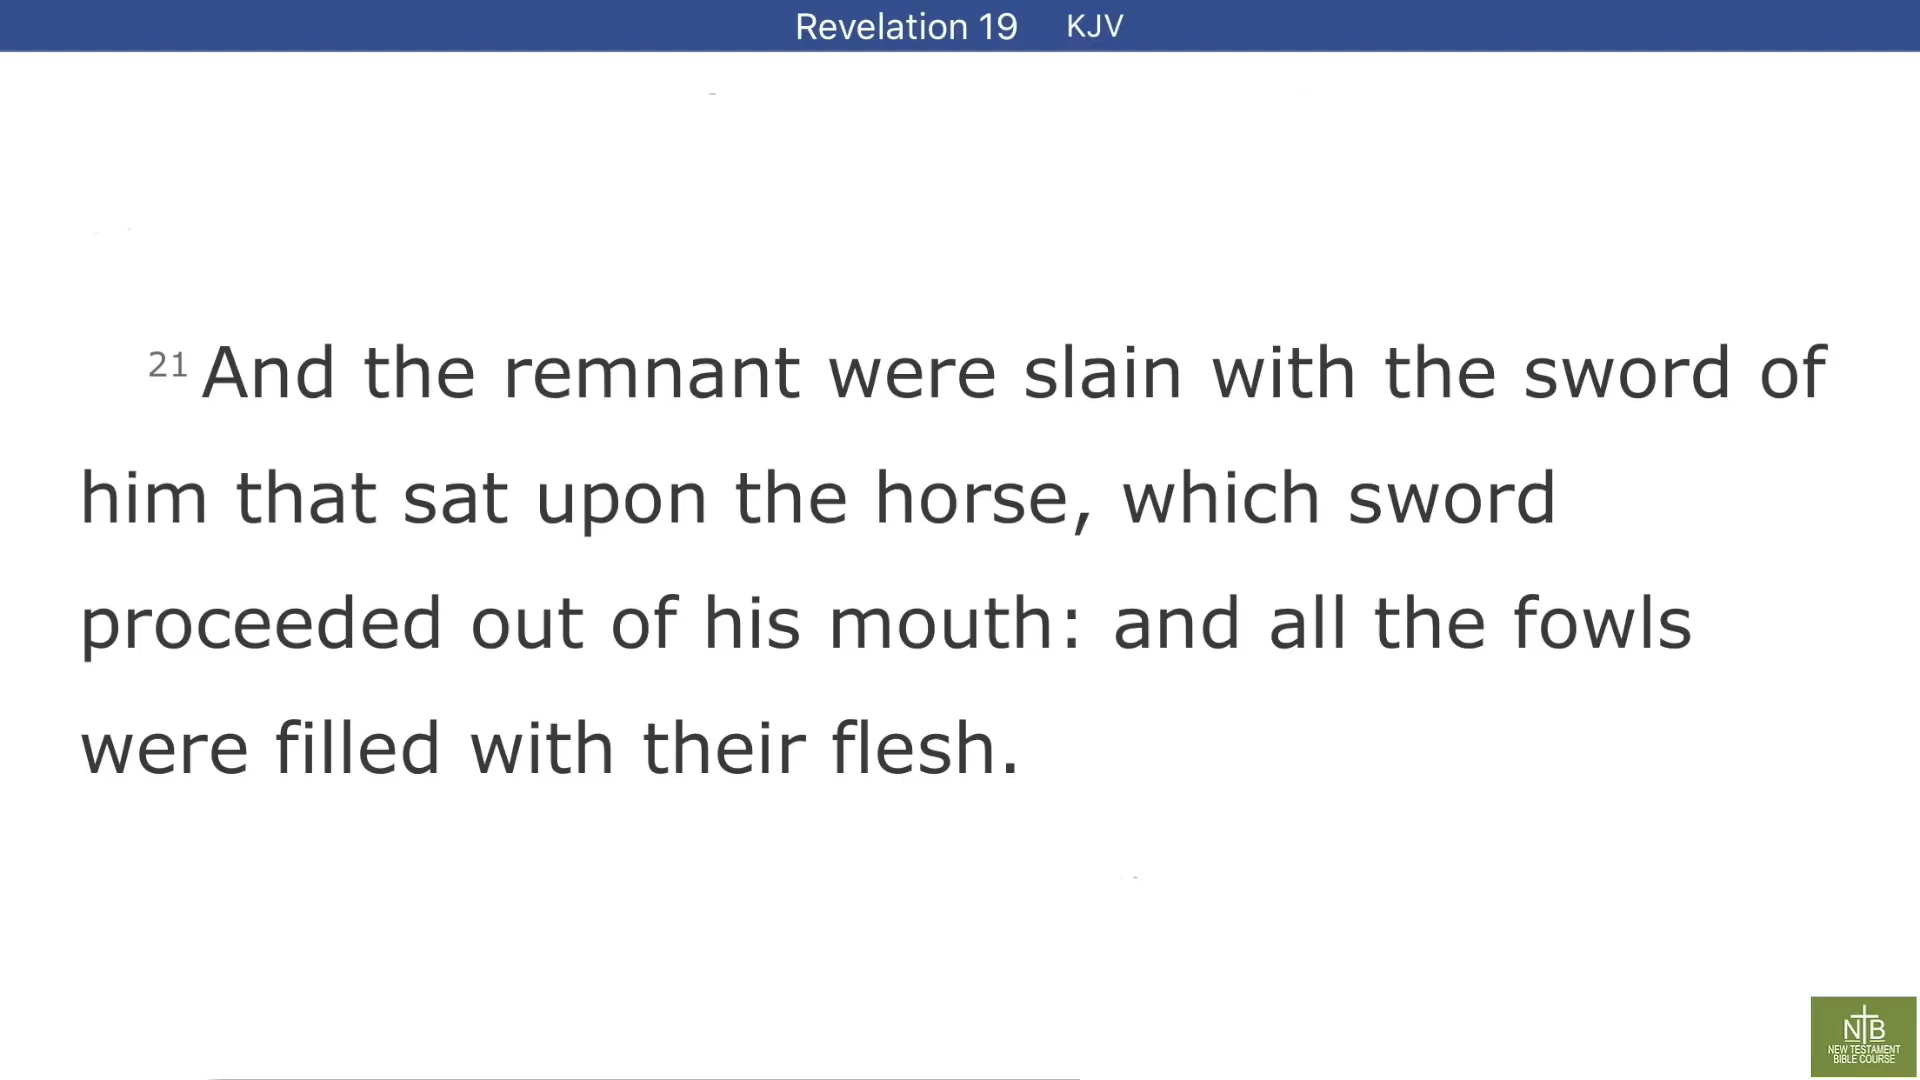 Revelation 19 KJV
21 And the remnant were slain with the sword of
him that sat upon the horse, which sword
proceeded out of his mouth: and all the fowls
were filled with their flesh.
NTB
NEW TESTAMENT
BIBLE COURSE